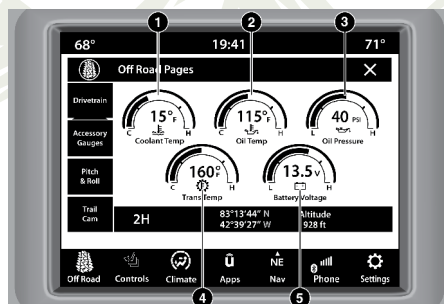 1 2 3
68° 19:41 71°
Off Road Pages X
Drivetrain
Accessory
Gauges
Pitch
& Roll
Trail
Cam
15°F
C H
Coolant Temp
115°F
C H
Oil Temp
40 PSI
L H
Oil Pressure
160°F
C H
Trans Temp
13.5v
L H
Battery Voltage
2H
83°13'44" N
42°39'27" W
Altitude
928 ft
Off Road
Controls
Climate
û
Apps
NE
Nav
Phone
Settings
4 5